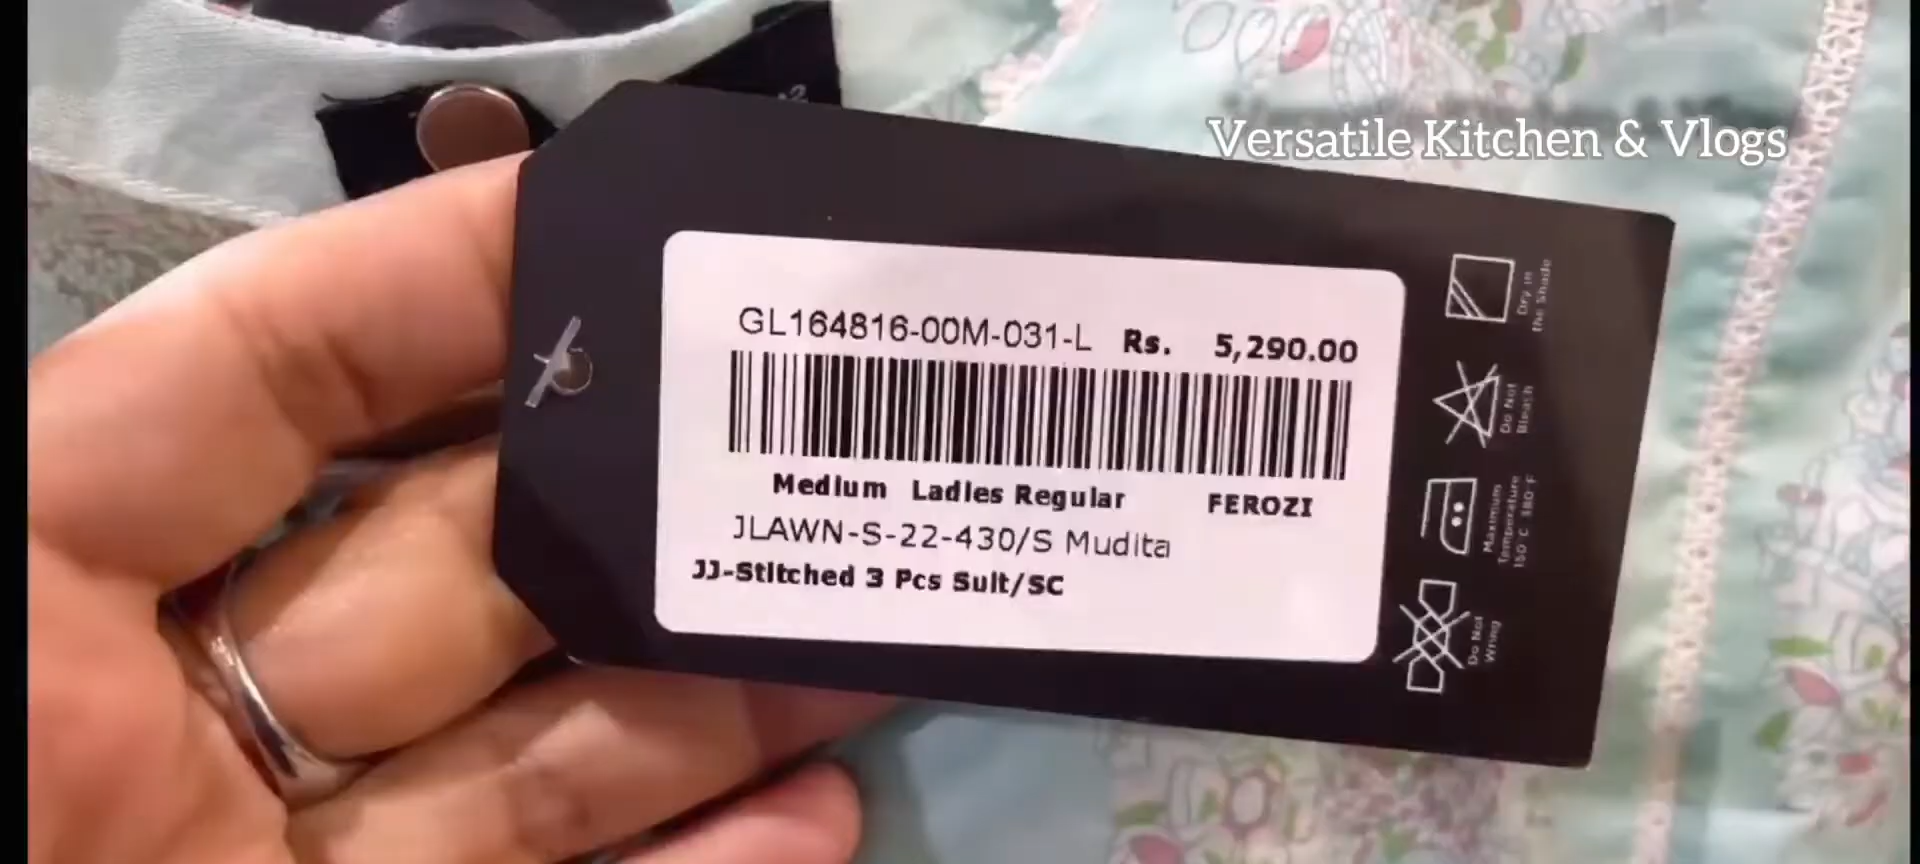 Versatile Kitchen & Vlogs
GL164816-00M-031-L Rs. 5,290.00
Medium Ladies Regular FEROZI
JLAWN-S-22-430/S Mudita
JJ-Stitched 3 Pcs Suit/SC
Dry in
the Shade
Do Not
Bleach
Maximum
Temperature
150°C 380°F
Do Not
Wring